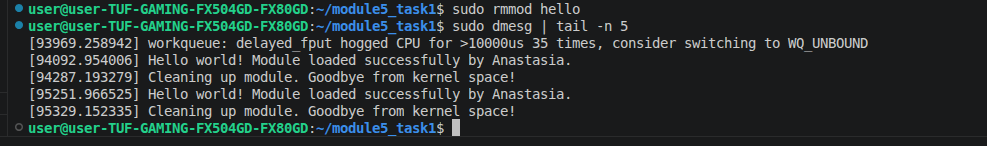 user@user-TUF-GAMING-FX504GD-FX80GD:~/module5_task1$ sudo rmmod hello
user@user-TUF-GAMING-FX504GD-FX80GD:~/module5_task1$ sudo dmesg | tail -n 5
[93969.258942] workqueue: delayed_fput hogged CPU for >10000us 35 times, consider switching to WQ_UNBOUND
[94092.954006] Hello world! Module loaded successfully by Anastasia.
[94287.193279] Cleaning up module. Goodbye from kernel space!
[95251.966525] Hello world! Module loaded successfully by Anastasia.
[95329.152335] Cleaning up module. Goodbye from kernel space!
user@user-TUF-GAMING-FX504GD-FX80GD:~/module5_task1$